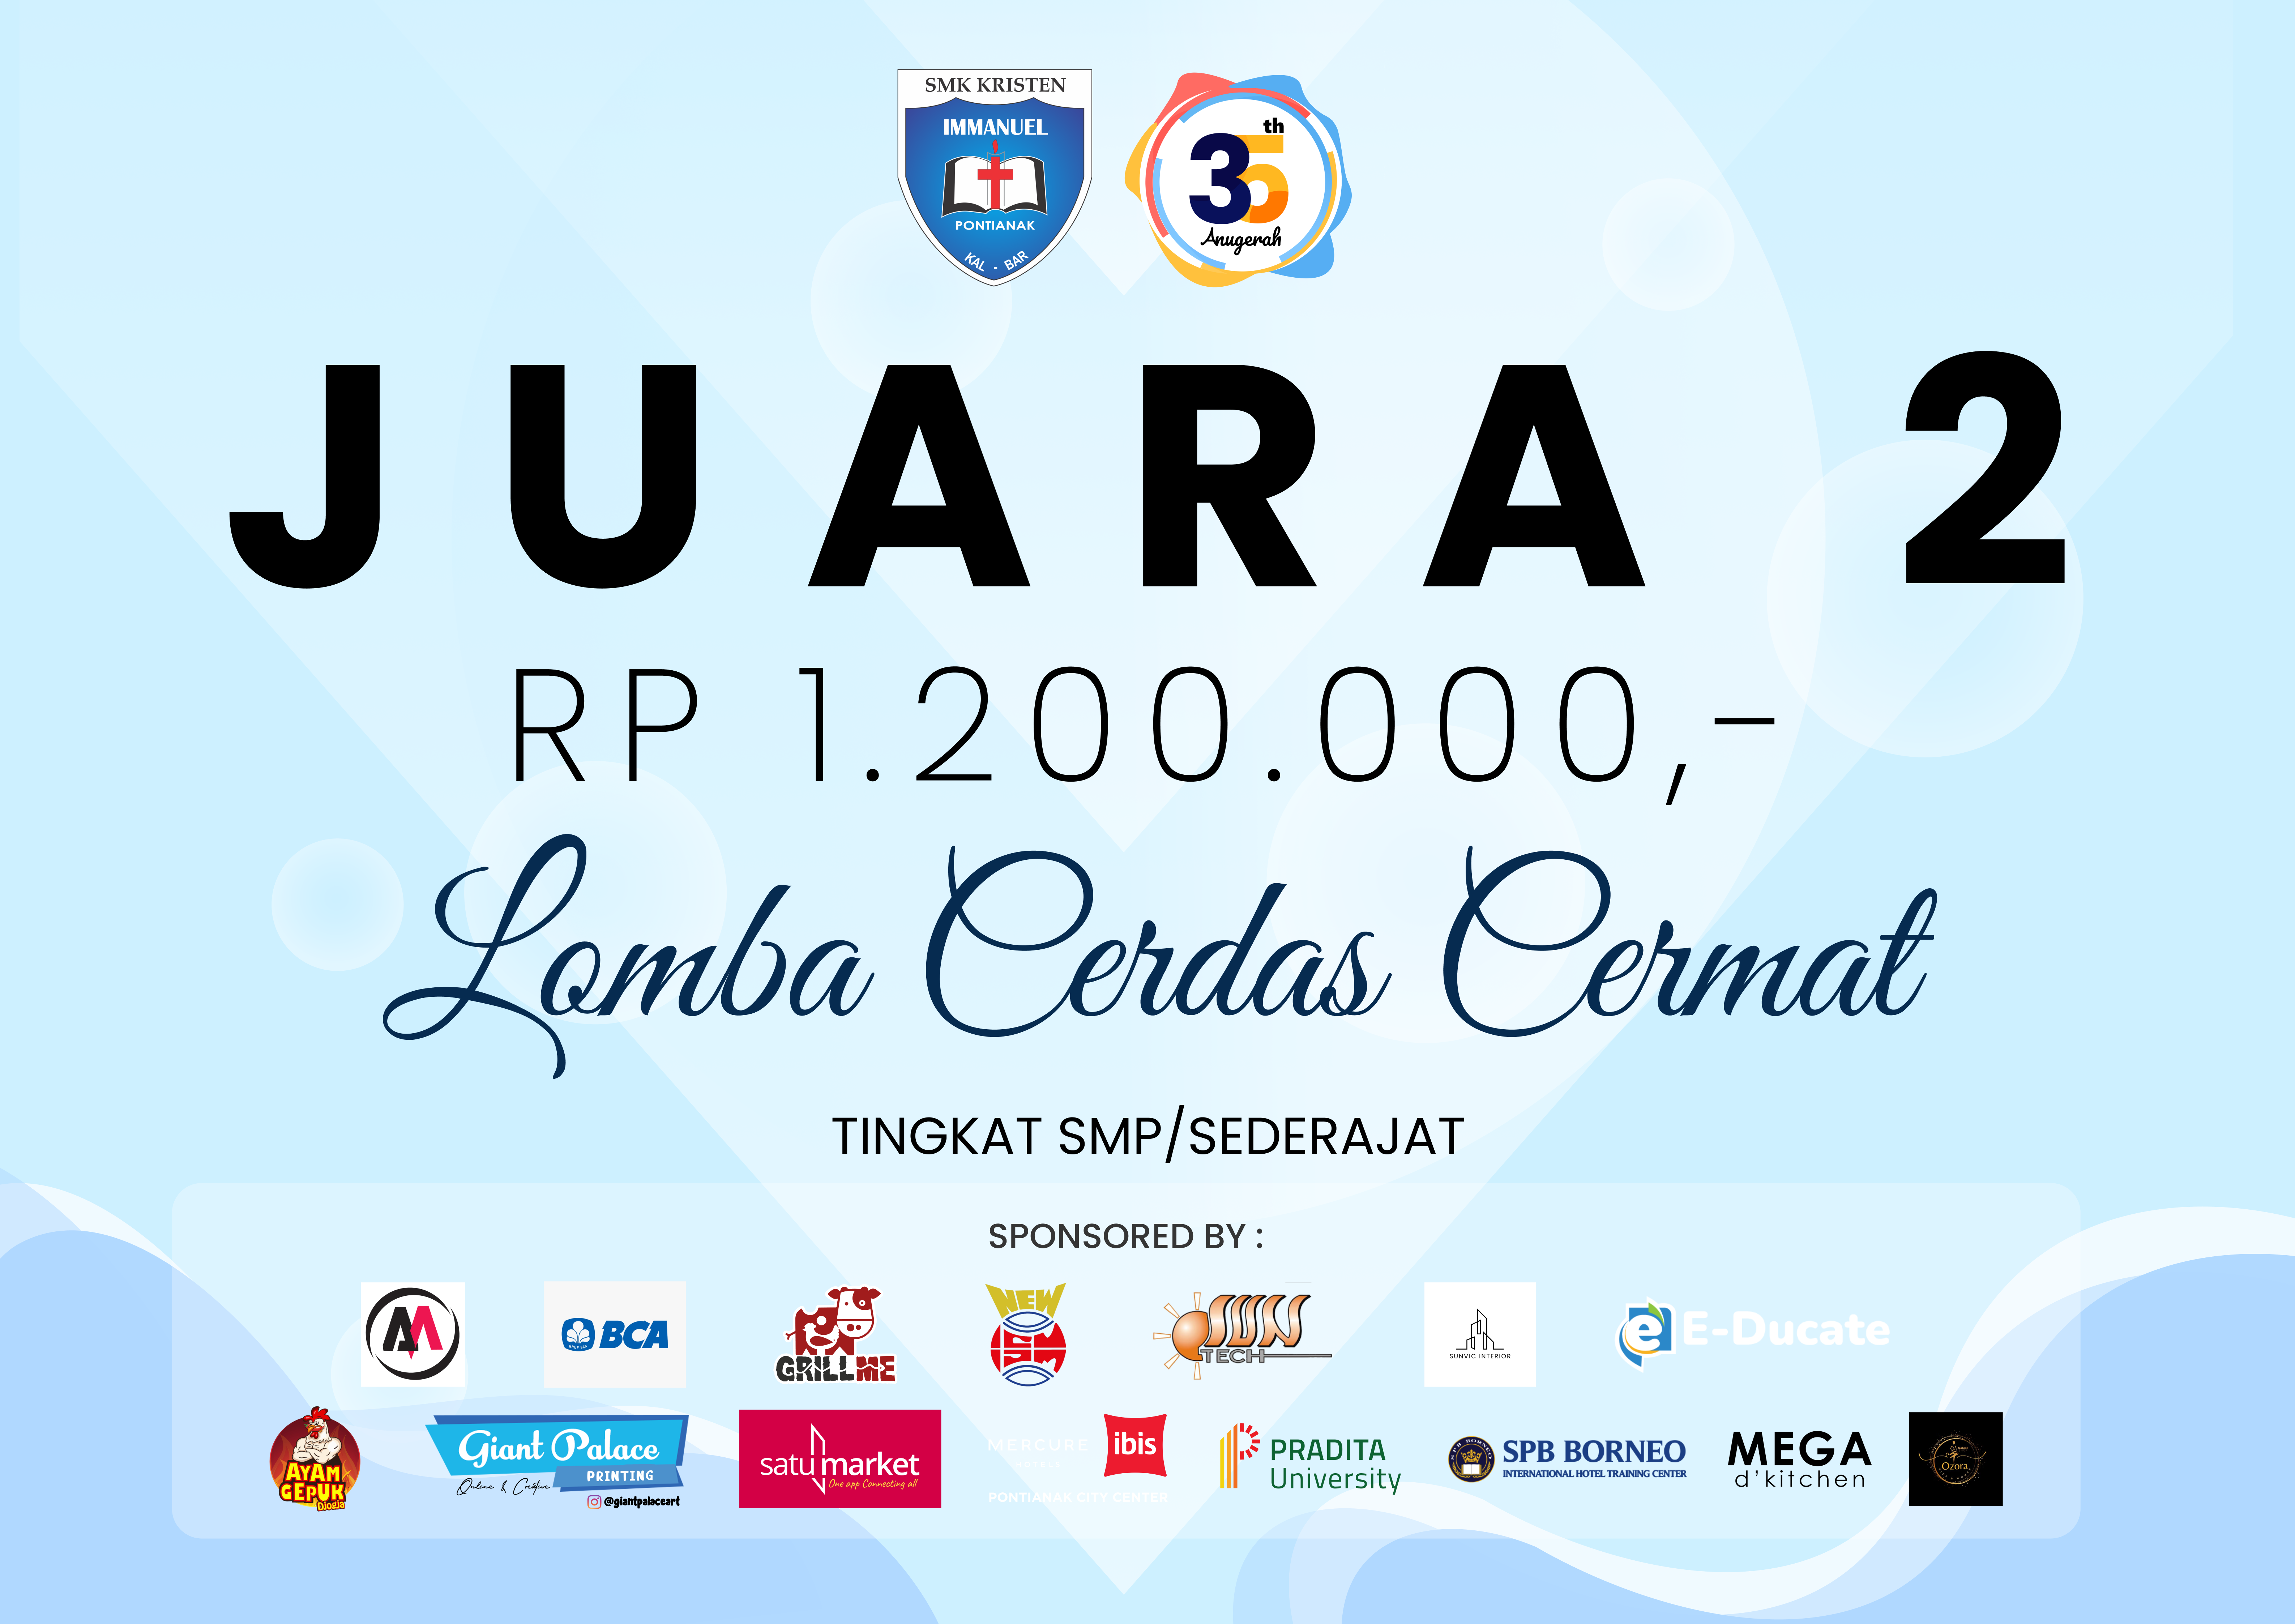 SMK KRISTEN
IMMANUEL
PONTIANAK
KAL - BAR
35th
Anugerah
JUARA 2
RP 1.200.000,-
Lomba Cerdas Cermat
TINGKAT SMP/SEDERAJAT
SPONSORED BY :
BCA
GRILLME
NEW
SM
SUN
TECH
SUNVIC INTERIOR
e E-Ducate
AYAM
GEPUK
Djogja
Giant Palace
PRINTING
Online & Creative
@giantpalaceart
satu market
One app Connecting all
MERCURE
ibis
PONTIANAK CITY CENTER
PRADITA
University
SPB BORNEO
INTERNATIONAL HOTEL TRAINING CENTER
MEGA
d'kitchen
Ozora